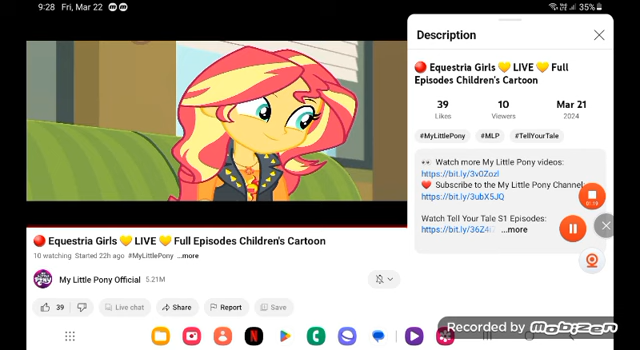 9:28 Fri, Mar 22
35%
Description
🔴 Equestria Girls 💛 LIVE 💛 Full
Episodes Children's Cartoon
39
10
Mar 21
Likes
Viewers
2024
#MyLittlePony
#MLP
#TellYourTale
👀 Watch more My Little Pony videos:
https://bit.ly/3v0Zozl
❤️ Subscribe to the My Little Pony Channel:
https://bit.ly/3ubX5JQ
Watch Tell Your Tale S1 Episodes:
...more
🔴 Equestria Girls 💛 LIVE 💛 Full Episodes Children's Cartoon
10 watching Started 22h ago #MyLittlePony ...more
My Little Pony Official 5.21M
39
Live chat
Share
Report
Save
Recorded by Mobizen